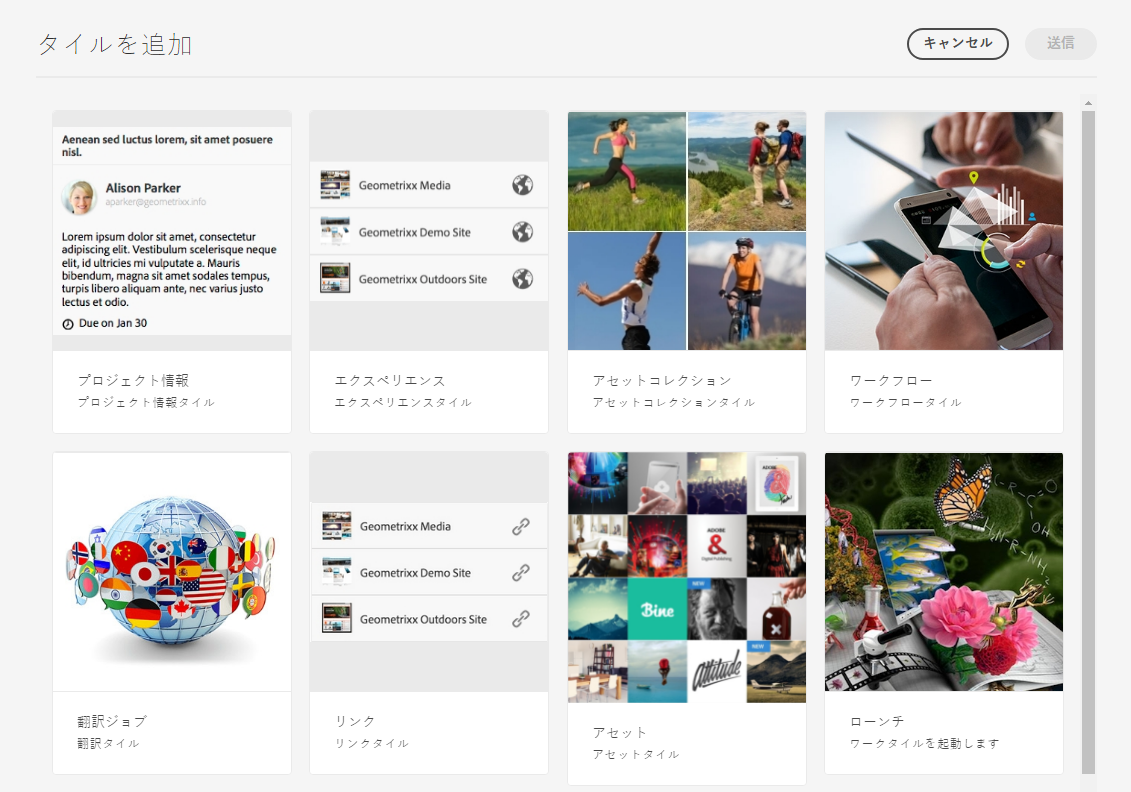 タイルを追加
キャンセル
送信
Aenean sed luctus lorem, sit amet posuere
nisl.
Alison Parker
aparker@geometrixx.info
Lorem ipsum dolor sit amet, consectetur
adipiscing elit. Vestibulum scelerisque neque
elit, id ultricies mi vulputate a. Mauris
bibendum, magna sit amet sodales tempus,
turpis libero aliquam ante, nec varius justo
lectus et odio.
Due on Jan 30
プロジェクト情報
プロジェクト情報タイル
Geometrixx Media
Geometrixx Demo Site
Geometrixx Outdoors Site
エクスペリエンス
エクスペリエンスタイル
アセットコレクション
アセットコレクションタイル
ワークフロー
ワークフロータイル
翻訳ジョブ
翻訳タイル
Geometrixx Media
Geometrixx Demo Site
Geometrixx Outdoors Site
リンク
リンクタイル
ADOBE
&
ADOBE
&
Digital Publishing
NEW
Bine
NEW
Attitude
アセット
アセットタイル
ローンチ
ワークタイルを起動します